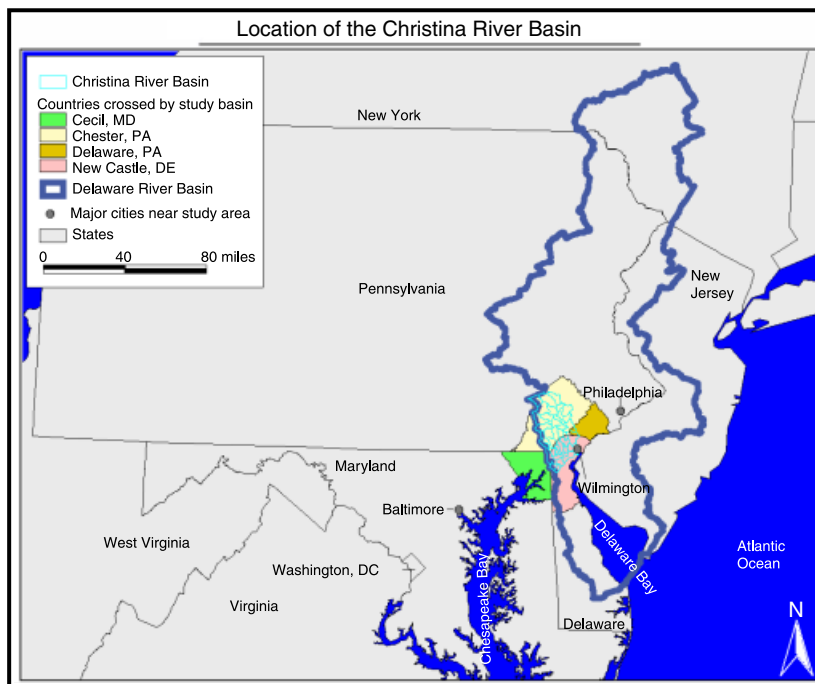 Location of the Christina River Basin
Christina River Basin
Countries crossed by study basin
Cecil, MD
Chester, PA
Delaware, PA
New Castle, DE
Delaware River Basin
Major cities near study area
States
0 40 80 miles
New York
Pennsylvania
New
Jersey
Philadelphia
Maryland
Wilmington
Baltimore
West Virginia
Washington, DC
Virginia
Chesapeake Bay
Delaware Bay
Delaware
Atlantic
Ocean
N